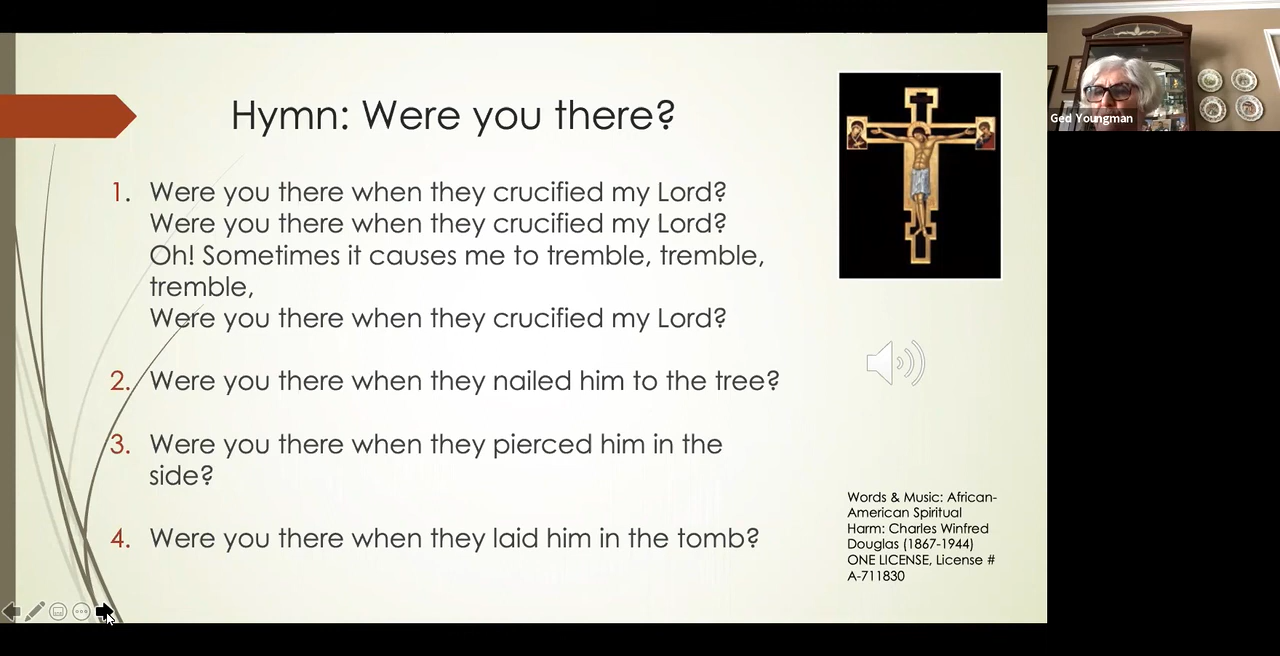 Hymn: Were you there?
1. Were you there when they crucified my Lord?
Were you there when they crucified my Lord?
Oh! Sometimes it causes me to tremble, tremble,
tremble,
Were you there when they crucified my Lord?
2. Were you there when they nailed him to the tree?
3. Were you there when they pierced him in the
side?
4. Were you there when they laid him in the tomb?
Words & Music: African-
American Spiritual
Harm: Charles Winfred
Douglas (1867-1944)
ONE LICENSE, License #
A-711830
Ged Youngman